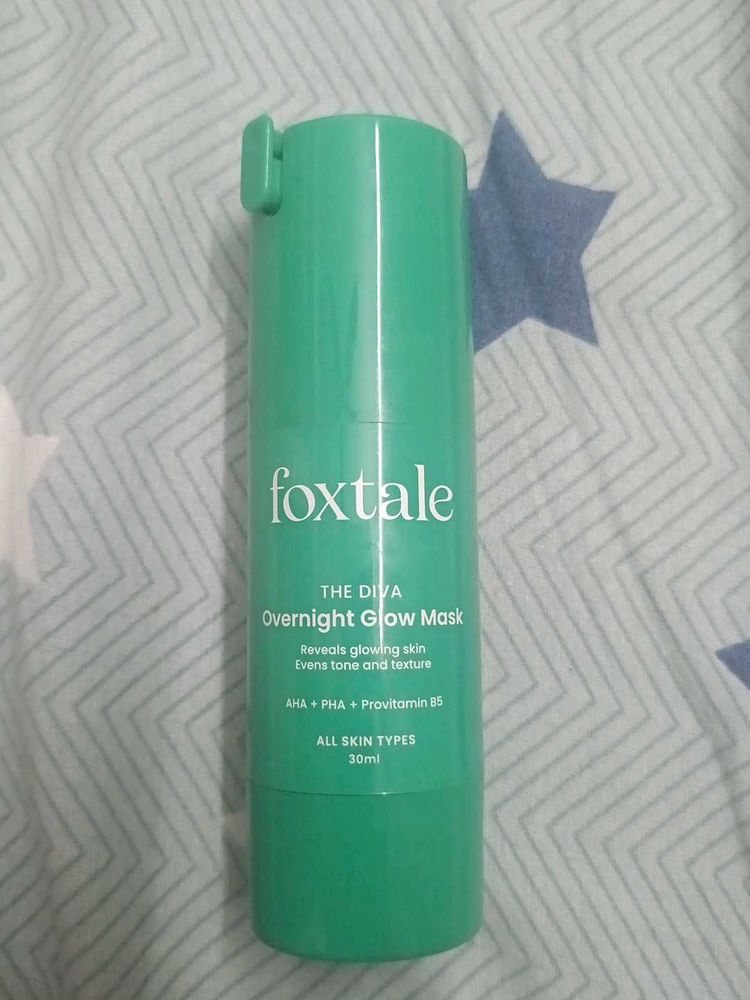 foxtale
THE DIVA
Overnight Glow Mask
Reveals glowing skin
Evens tone and texture
AHA + PHA + Provitamin B5
ALL SKIN TYPES
30ml